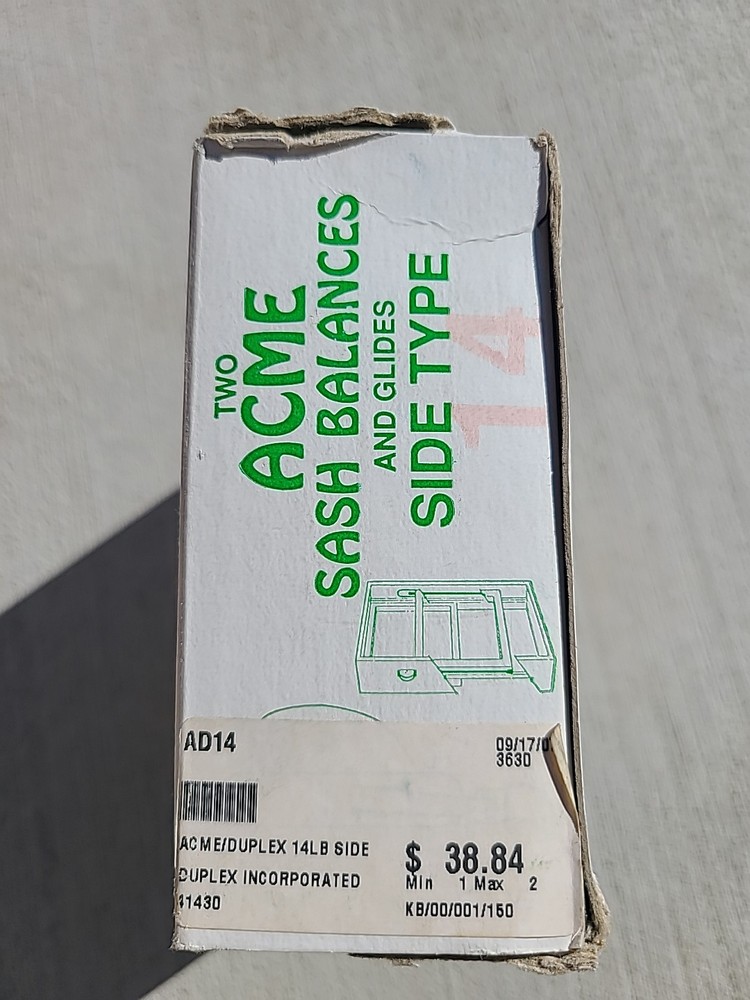 TWO
ACME
SASH BALANCES
AND GLIDES
SIDE TYPE
14
AD14
09/17/0
3630
ACME/DUPLEX 14LB SIDE
$ 38.84
DUPLEX INCORPORATED
Min 1 Max 2
11430
KB/00/001/150